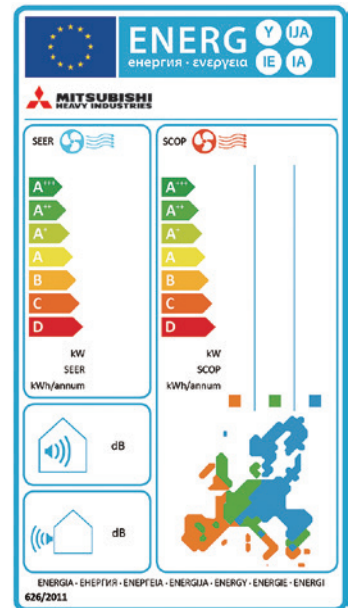 ENERG Y IJA
енергия · ενεργεια IE IA
MITSUBISHI
HEAVY INDUSTRIES
SEER
A+++
A++
A+
A
B
C
D
kW
SEER
kWh/annum
SCOP
A+++
A++
A+
A
B
C
D
kW
SCOP
kWh/annum
dB
dB
ENERGIA · ЕНЕРГИЯ · ΕΝΕΡΓΕΙΑ · ENERGIJA · ENERGY · ENERGIE · ENERGI
626/2011